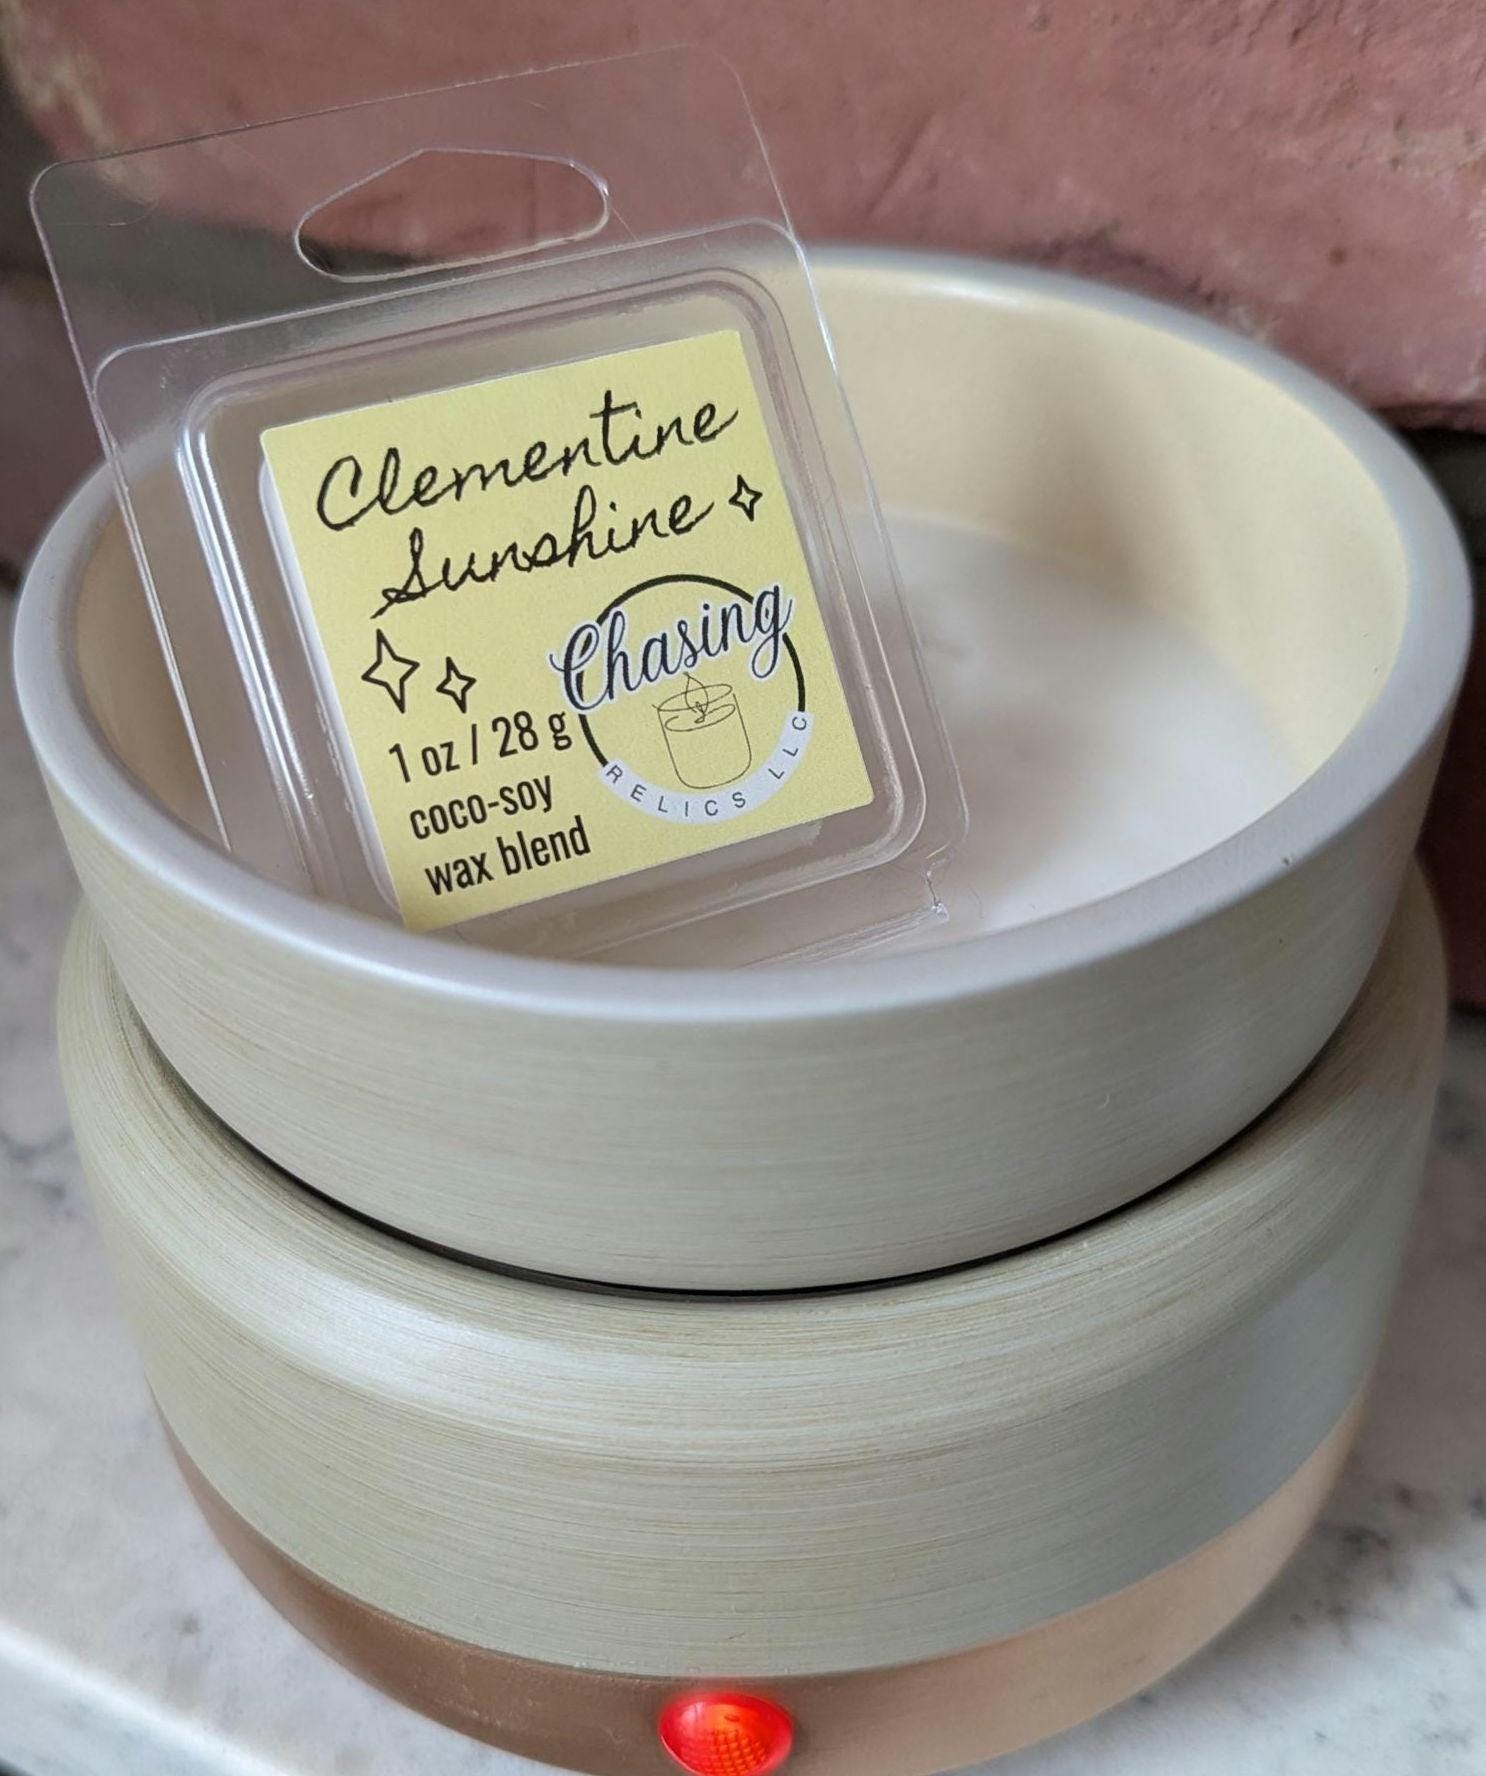 Clementine
Sunshine
Chasing
RELICS LLC
1 oz / 28 g
coco-soy
wax blend